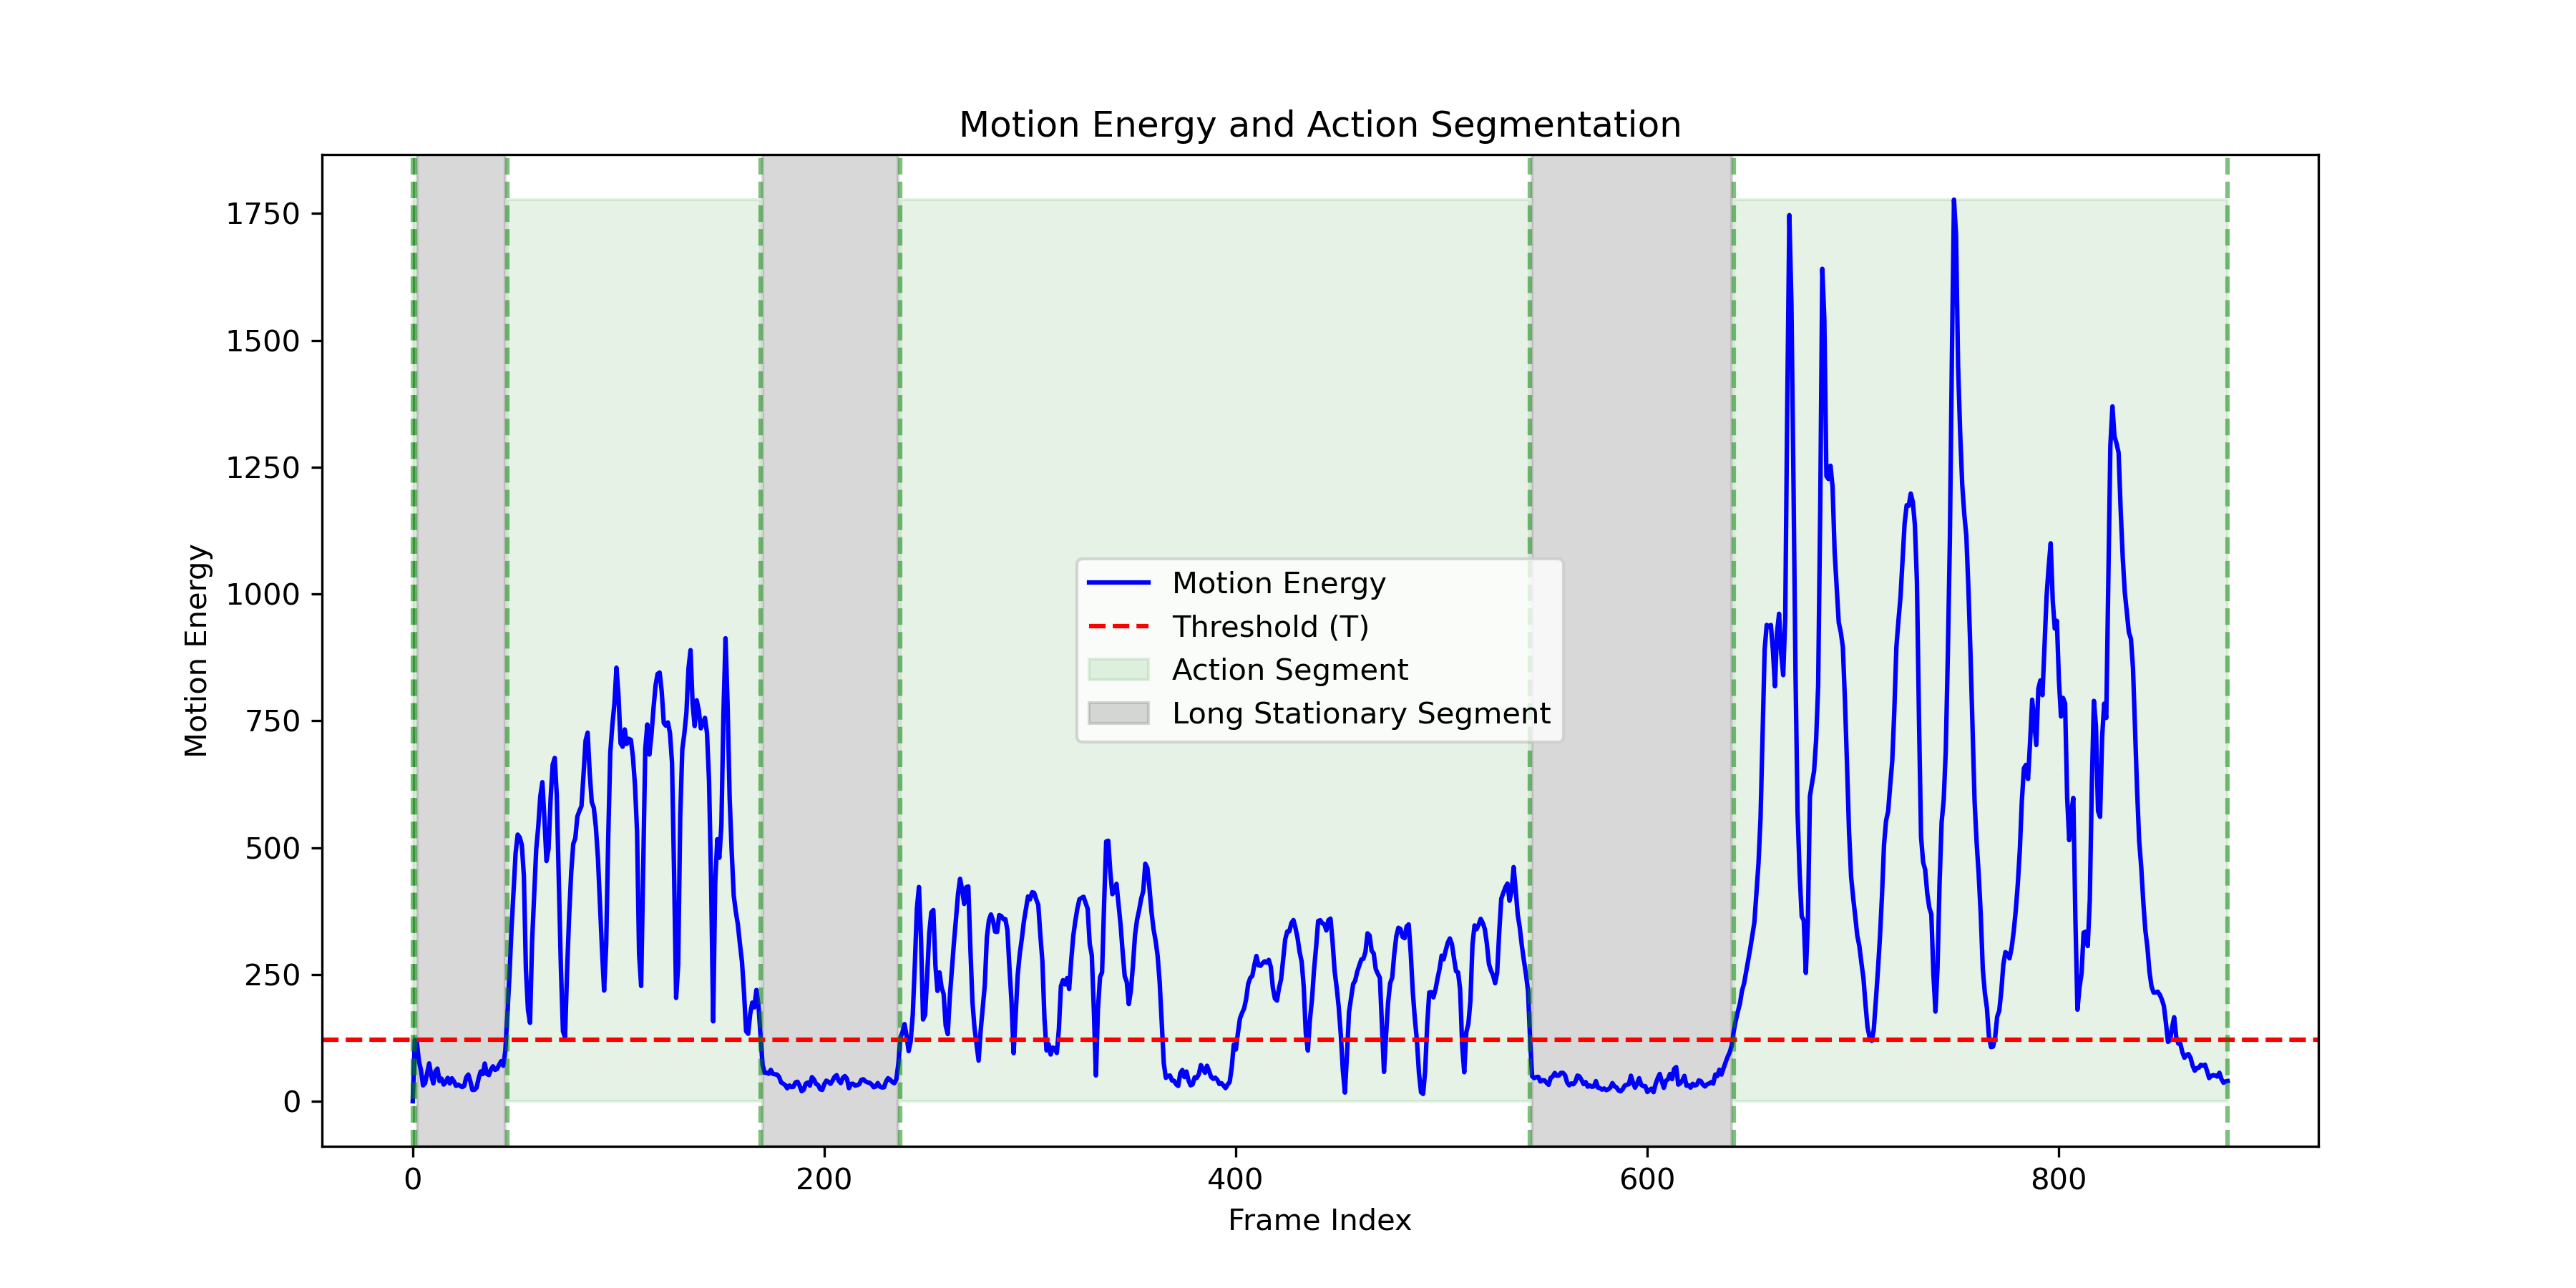 Motion Energy and Action Segmentation
1750
1500
1250
1000
750
500
250
0
Motion Energy
Motion Energy
Threshold (T)
Action Segment
Long Stationary Segment
0
200
400
600
800
Frame Index